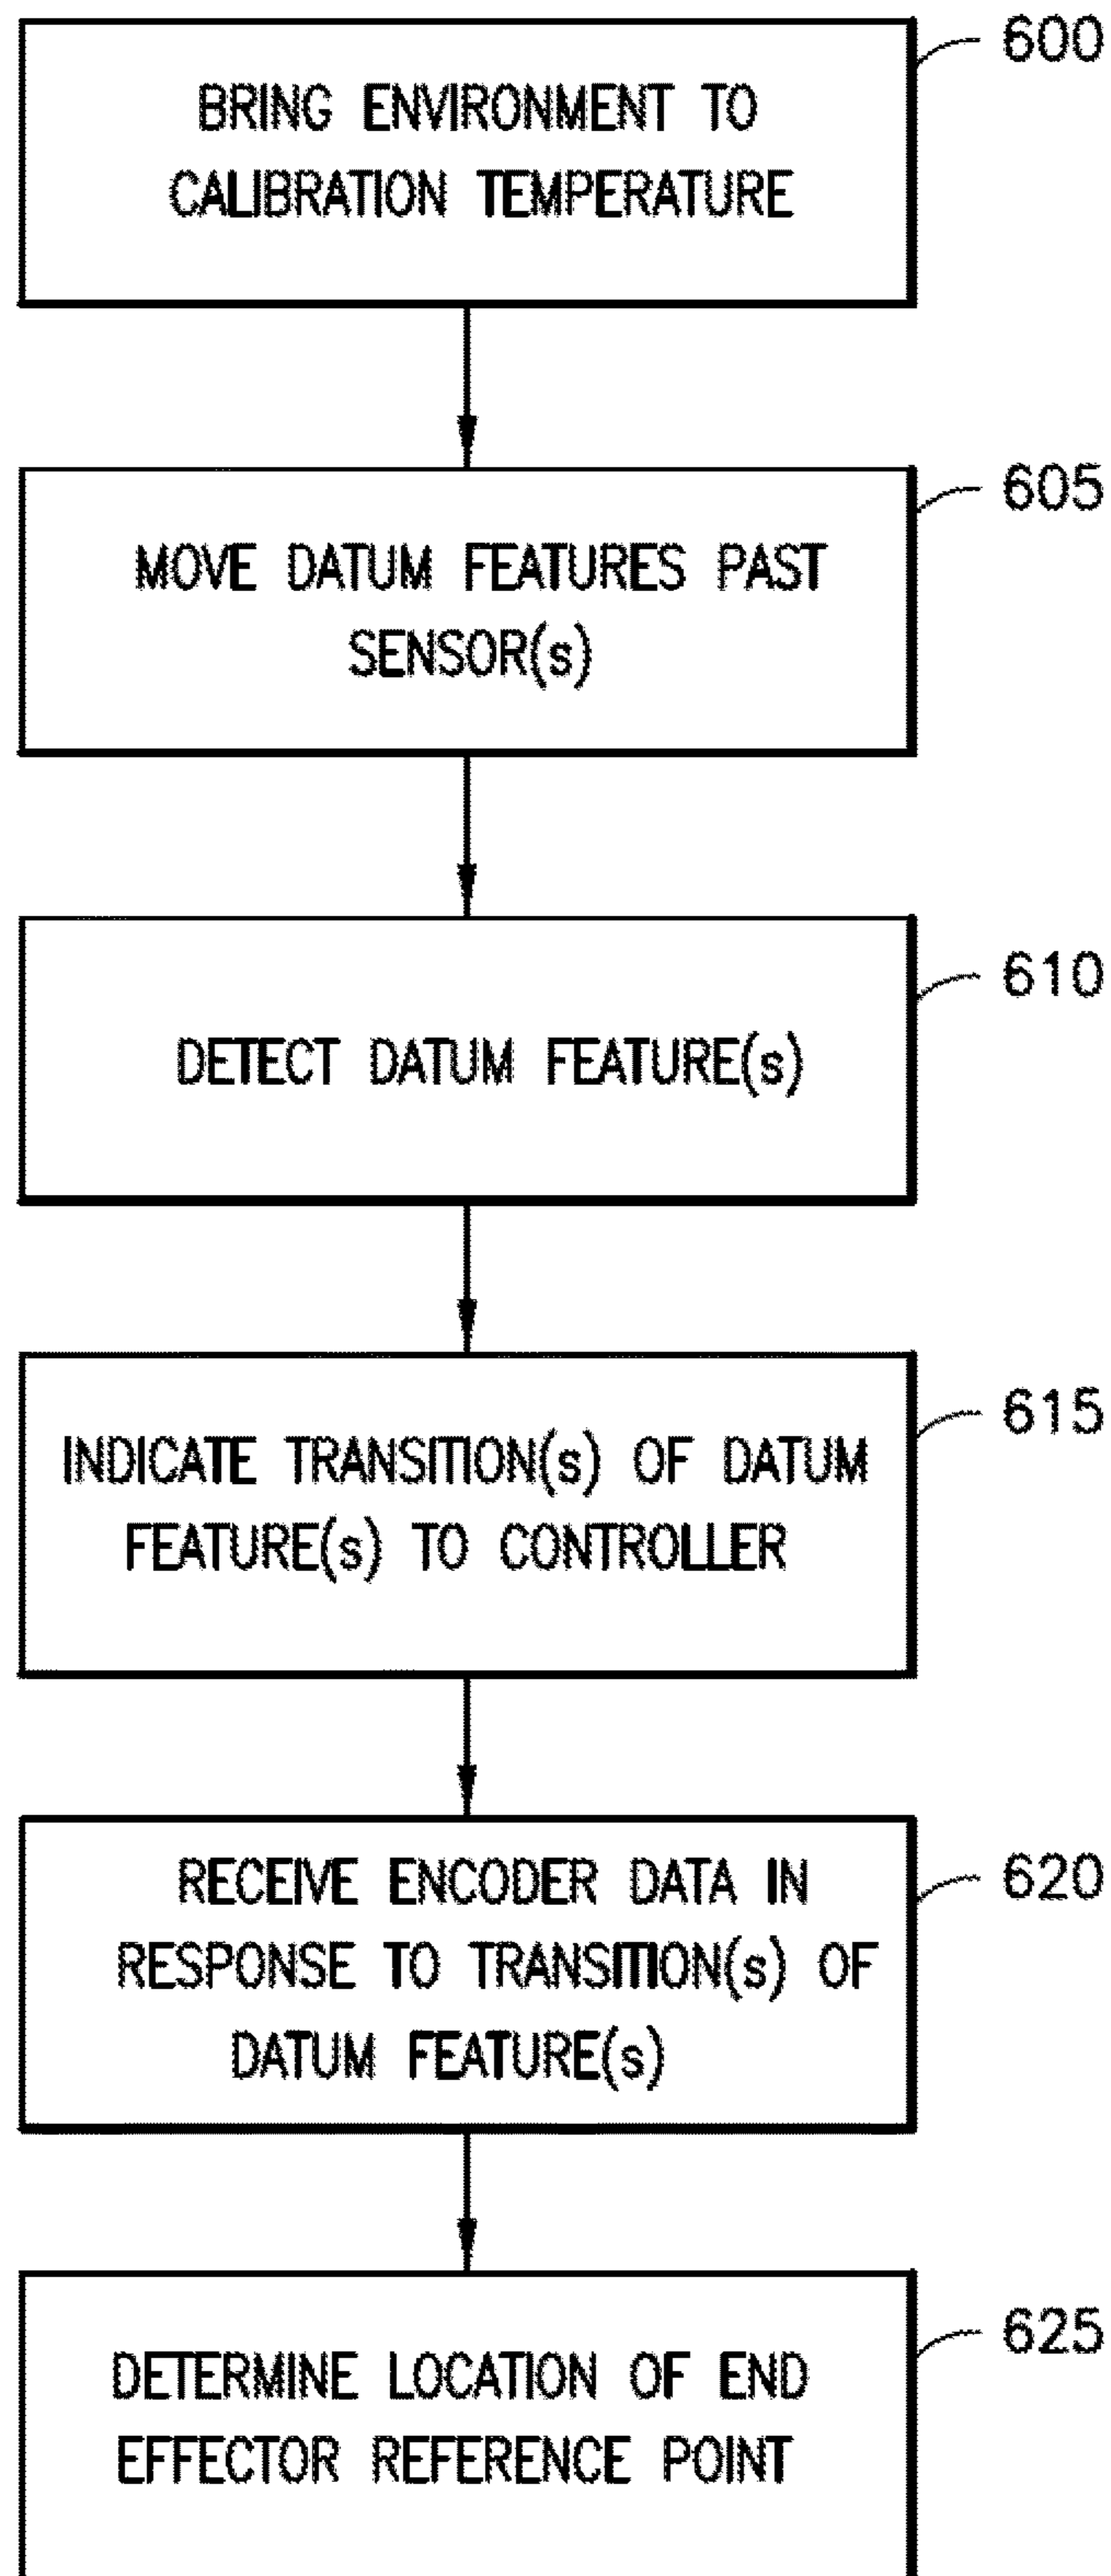 600
BRING ENVIRONMENT TO
CALIBRATION TEMPERATURE
605
MOVE DATUM FEATURES PAST
SENSOR(s)
610
DETECT DATUM FEATURE(s)
615
INDICATE TRANSITION(s) OF DATUM
FEATURE(s) TO CONTROLLER
620
RECEIVE ENCODER DATA IN
RESPONSE TO TRANSITION(s) OF
DATUM FEATURE(s)
625
DETERMINE LOCATION OF END
EFFECTOR REFERENCE POINT